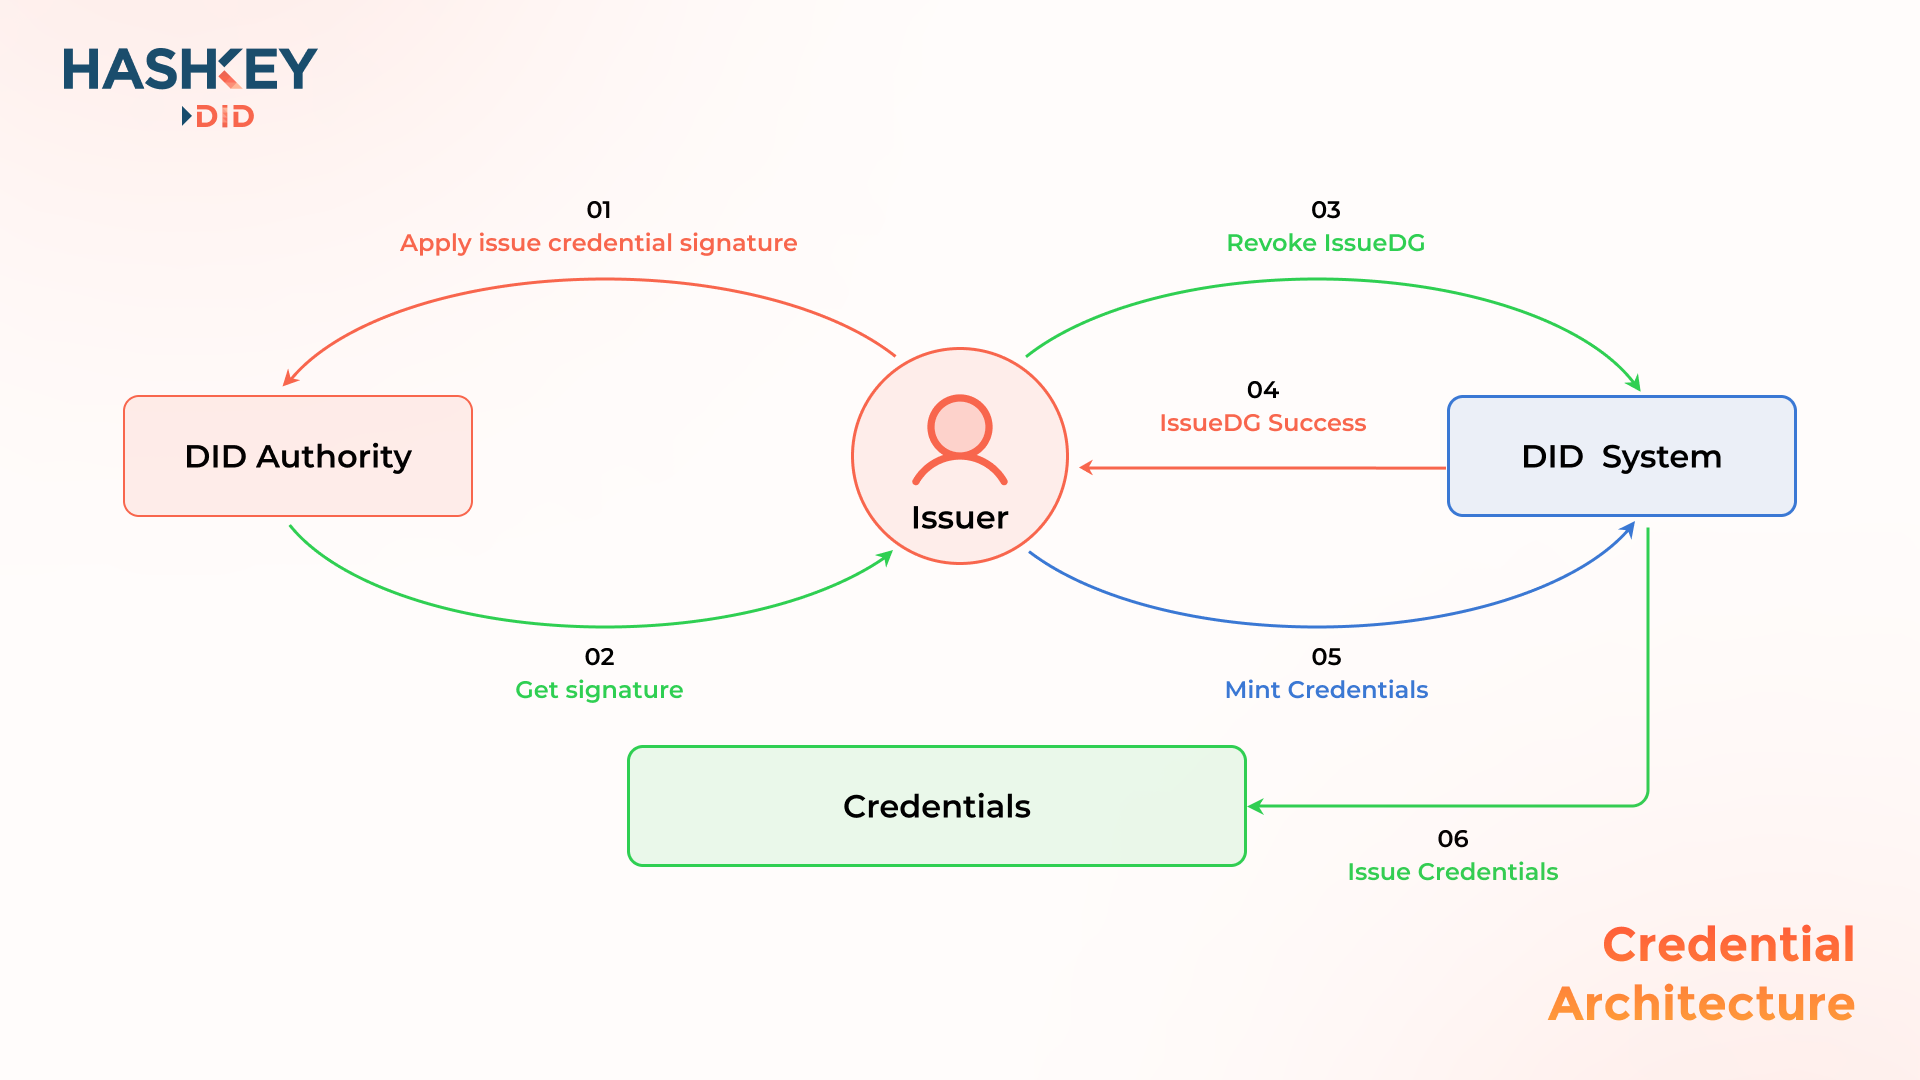 HASHKEY
DID
01
Apply issue credential signature
03
Revoke IssueDG
04
IssueDG Success
DID Authority
Issuer
DID  System
02
Get signature
05
Mint Credentials
Credentials
06
Issue Credentials
Credential
Architecture